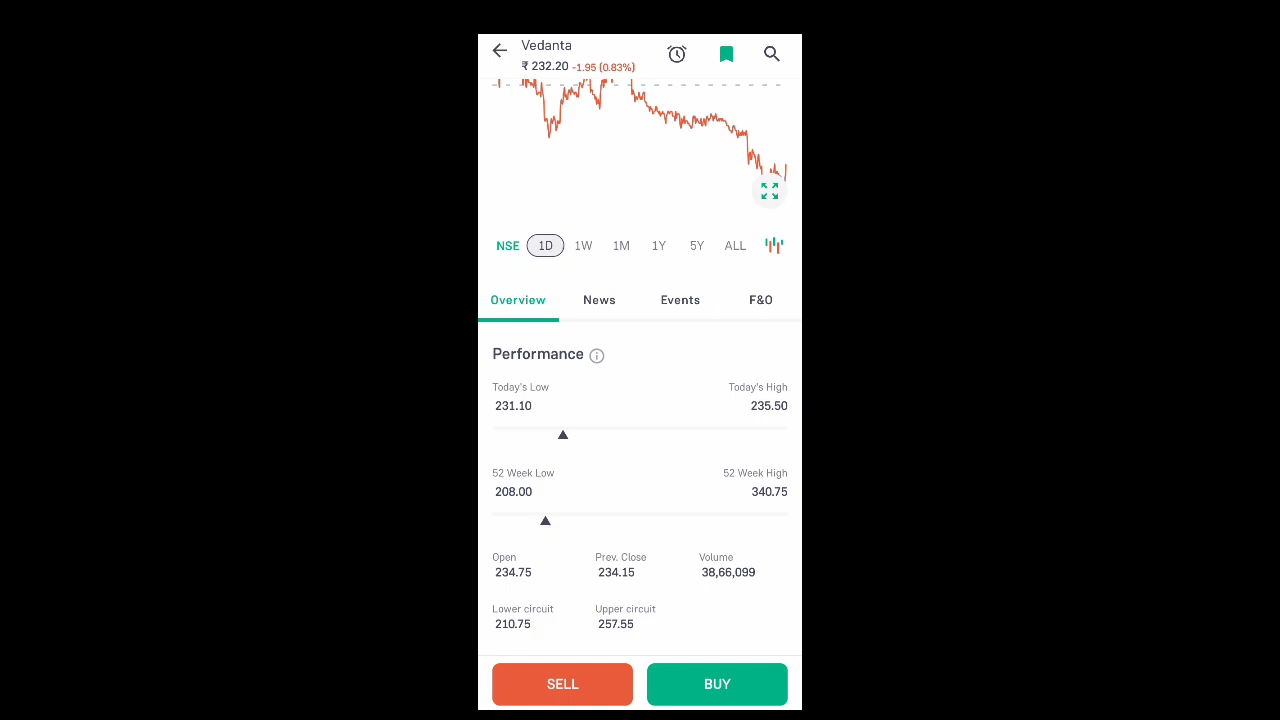 Vedanta
₹ 232.20 -1.95 (0.83%)
NSE 1D 1W 1M 1Y 5Y ALL
Overview News Events F&O
Performance
Today's Low Today's High
231.10 235.50
52 Week Low 52 Week High
208.00 340.75
Open Prev. Close Volume
234.75 234.15 38,66,099
Lower circuit Upper circuit
210.75 257.55
SELL BUY